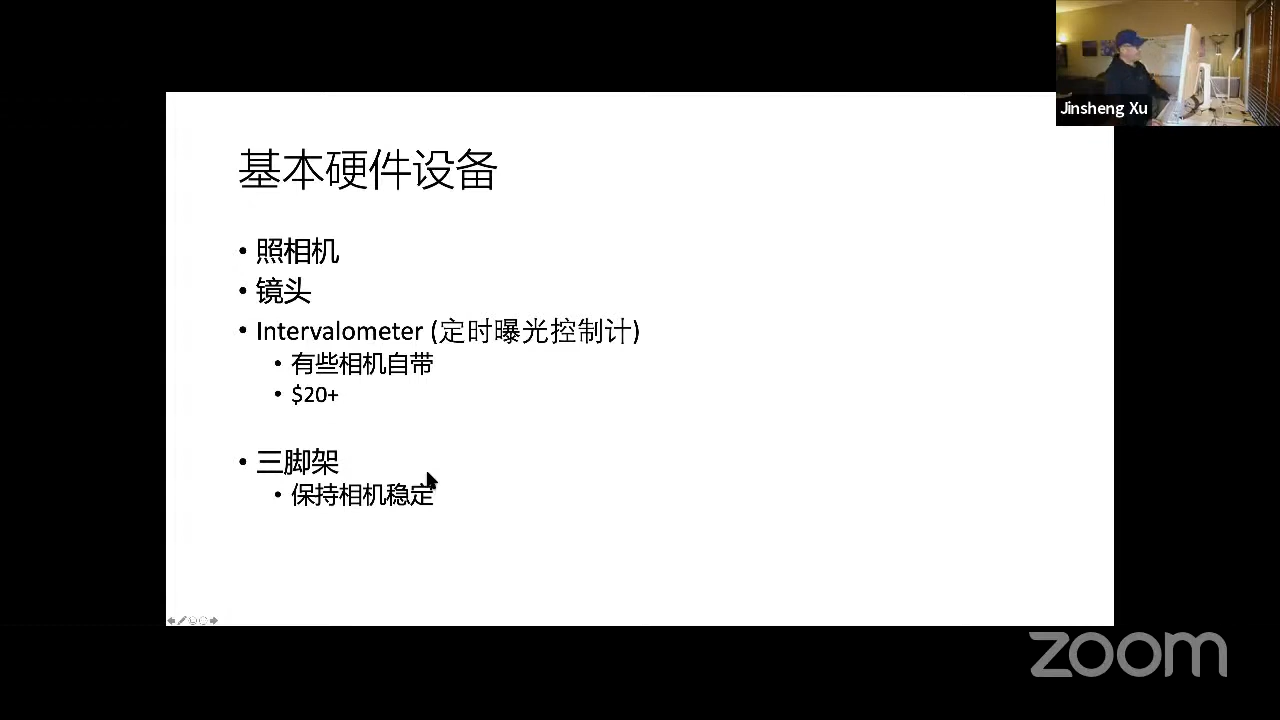 Jinsheng Xu
基本硬件设备
• 照相机
• 镜头
• Intervalometer (定时曝光控制计)
• 有些相机自带
• $20+
• 三脚架
• 保持相机稳定
zoom